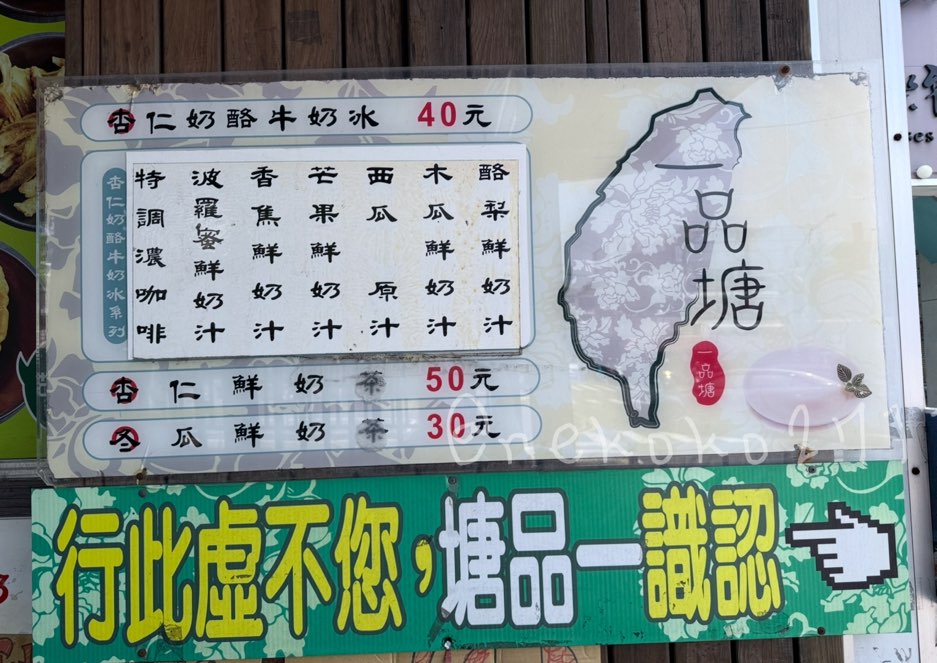 杏仁奶酪牛奶冰 40元
酪梨鮮奶汁
木瓜鮮奶汁
西瓜原汁
芒果鮮奶汁
香蕉鮮奶汁
波羅蜜鮮奶汁
特調濃咖啡
杏仁奶酪牛奶冰系列
杏仁鮮奶茶 50元
冬瓜鮮奶茶 30元
一品塘
一品塘
認識一品塘，您不虛此行